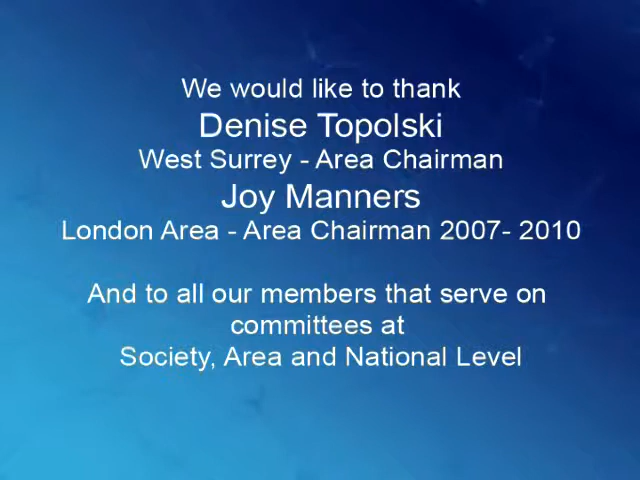 We would like to thank
Denise Topolski
West Surrey - Area Chairman
Joy Manners
London Area - Area Chairman 2007- 2010
And to all our members that serve on
committees at
Society, Area and National Level